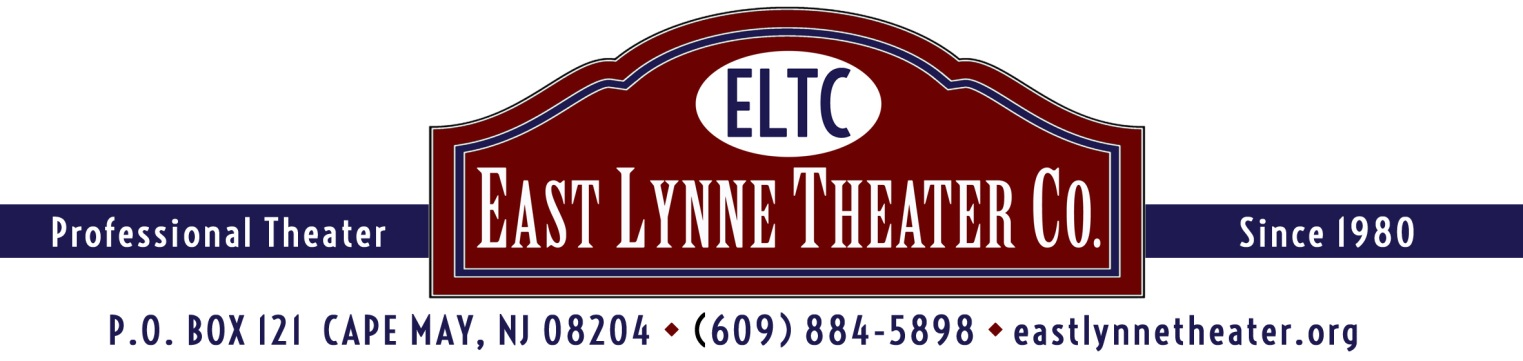 ELTC
EAST LYNNE THEATER CO.
Professional Theater
Since 1980
P.O. BOX 121 CAPE MAY, NJ 08204 ◆ (609) 884-5898 ◆ eastlynnetheater.org